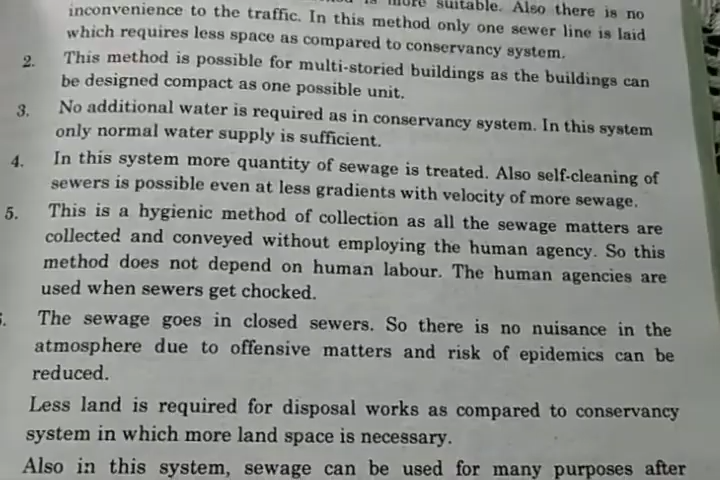 is more suitable. Also there is no
inconvenience to the traffic. In this method only one sewer line is laid
which requires less space as compared to conservancy system.
2. This method is possible for multi-storied buildings as the buildings can
be designed compact as one possible unit.
3. No additional water is required as in conservancy system. In this system
only normal water supply is sufficient.
4. In this system more quantity of sewage is treated. Also self-cleaning of
sewers is possible even at less gradients with velocity of more sewage.
5. This is a hygienic method of collection as all the sewage matters are
collected and conveyed without employing the human agency. So this
method does not depend on human labour. The human agencies are
used when sewers get chocked.
The sewage goes in closed sewers. So there is no nuisance in the
atmosphere due to offensive matters and risk of epidemics can be
reduced.
Less land is required for disposal works as compared to conservancy
system in which more land space is necessary.
Also in this system, sewage can be used for many purposes after